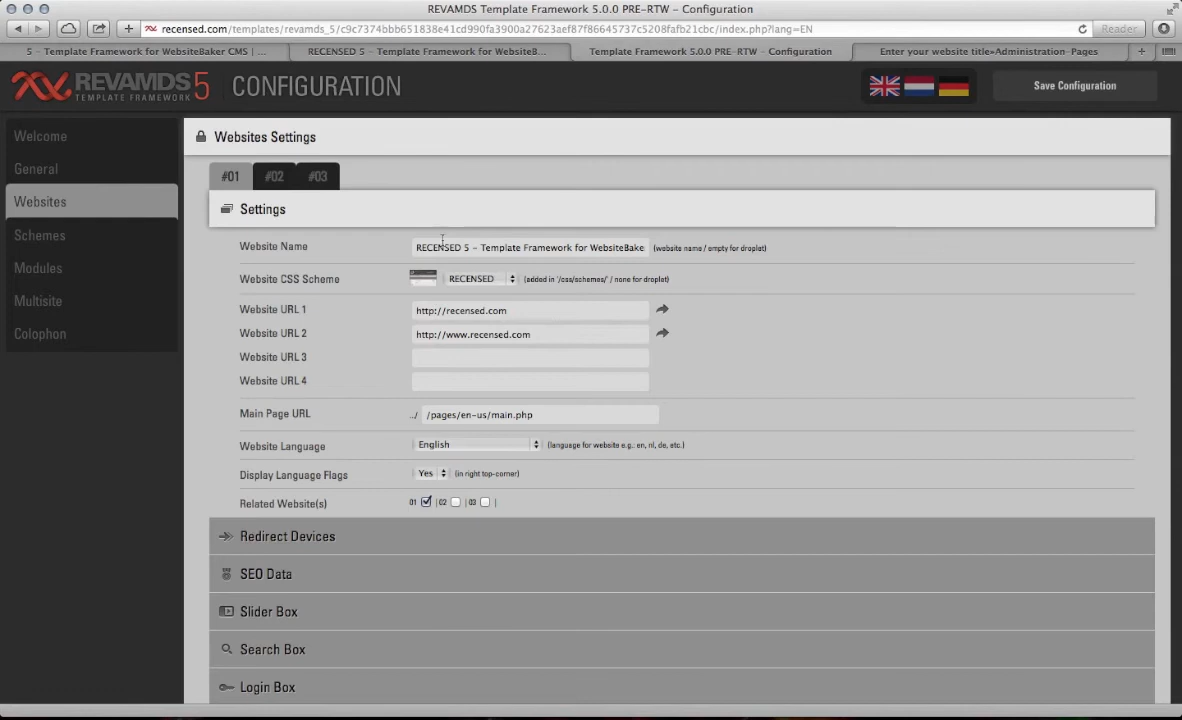 REVAMDS Template Framework 5.0.0 PRE-RTW – Configuration
recensed.com/templates/revamds_5/c9c7374bbb651838e41cd990fa3900a27623aef87f86645737c5208fafb21cbc/index.php?lang=EN
Reader
5 – Template Framework for WebsiteBaker CMS | ...
RECENSED 5 – Template Framework for WebsiteB...
Template Framework 5.0.0 PRE-RTW – Configuration
Enter your website title»Administration-Pages
REVAMDS 5
TEMPLATE FRAMEWORK
CONFIGURATION
Save Configuration
Welcome
General
Websites
Schemes
Modules
Multisite
Colophon
Websites Settings
#01 #02 #03
Settings
Website Name RECENSED 5 – Template Framework for WebsiteBake (website name / empty for droplet)
Website CSS Scheme RECENSED (added in '/css/schemes/' / none for droplet)
Website URL 1 http://recensed.com
Website URL 2 http://www.recensed.com
Website URL 3
Website URL 4
Main Page URL ../ /pages/en-us/main.php
Website Language English (language for website e.g.: en, nl, de, etc.)
Display Language Flags Yes (in right top-corner)
Related Website(s) 01 | 02 | 03 |
Redirect Devices
SEO Data
Slider Box
Search Box
Login Box